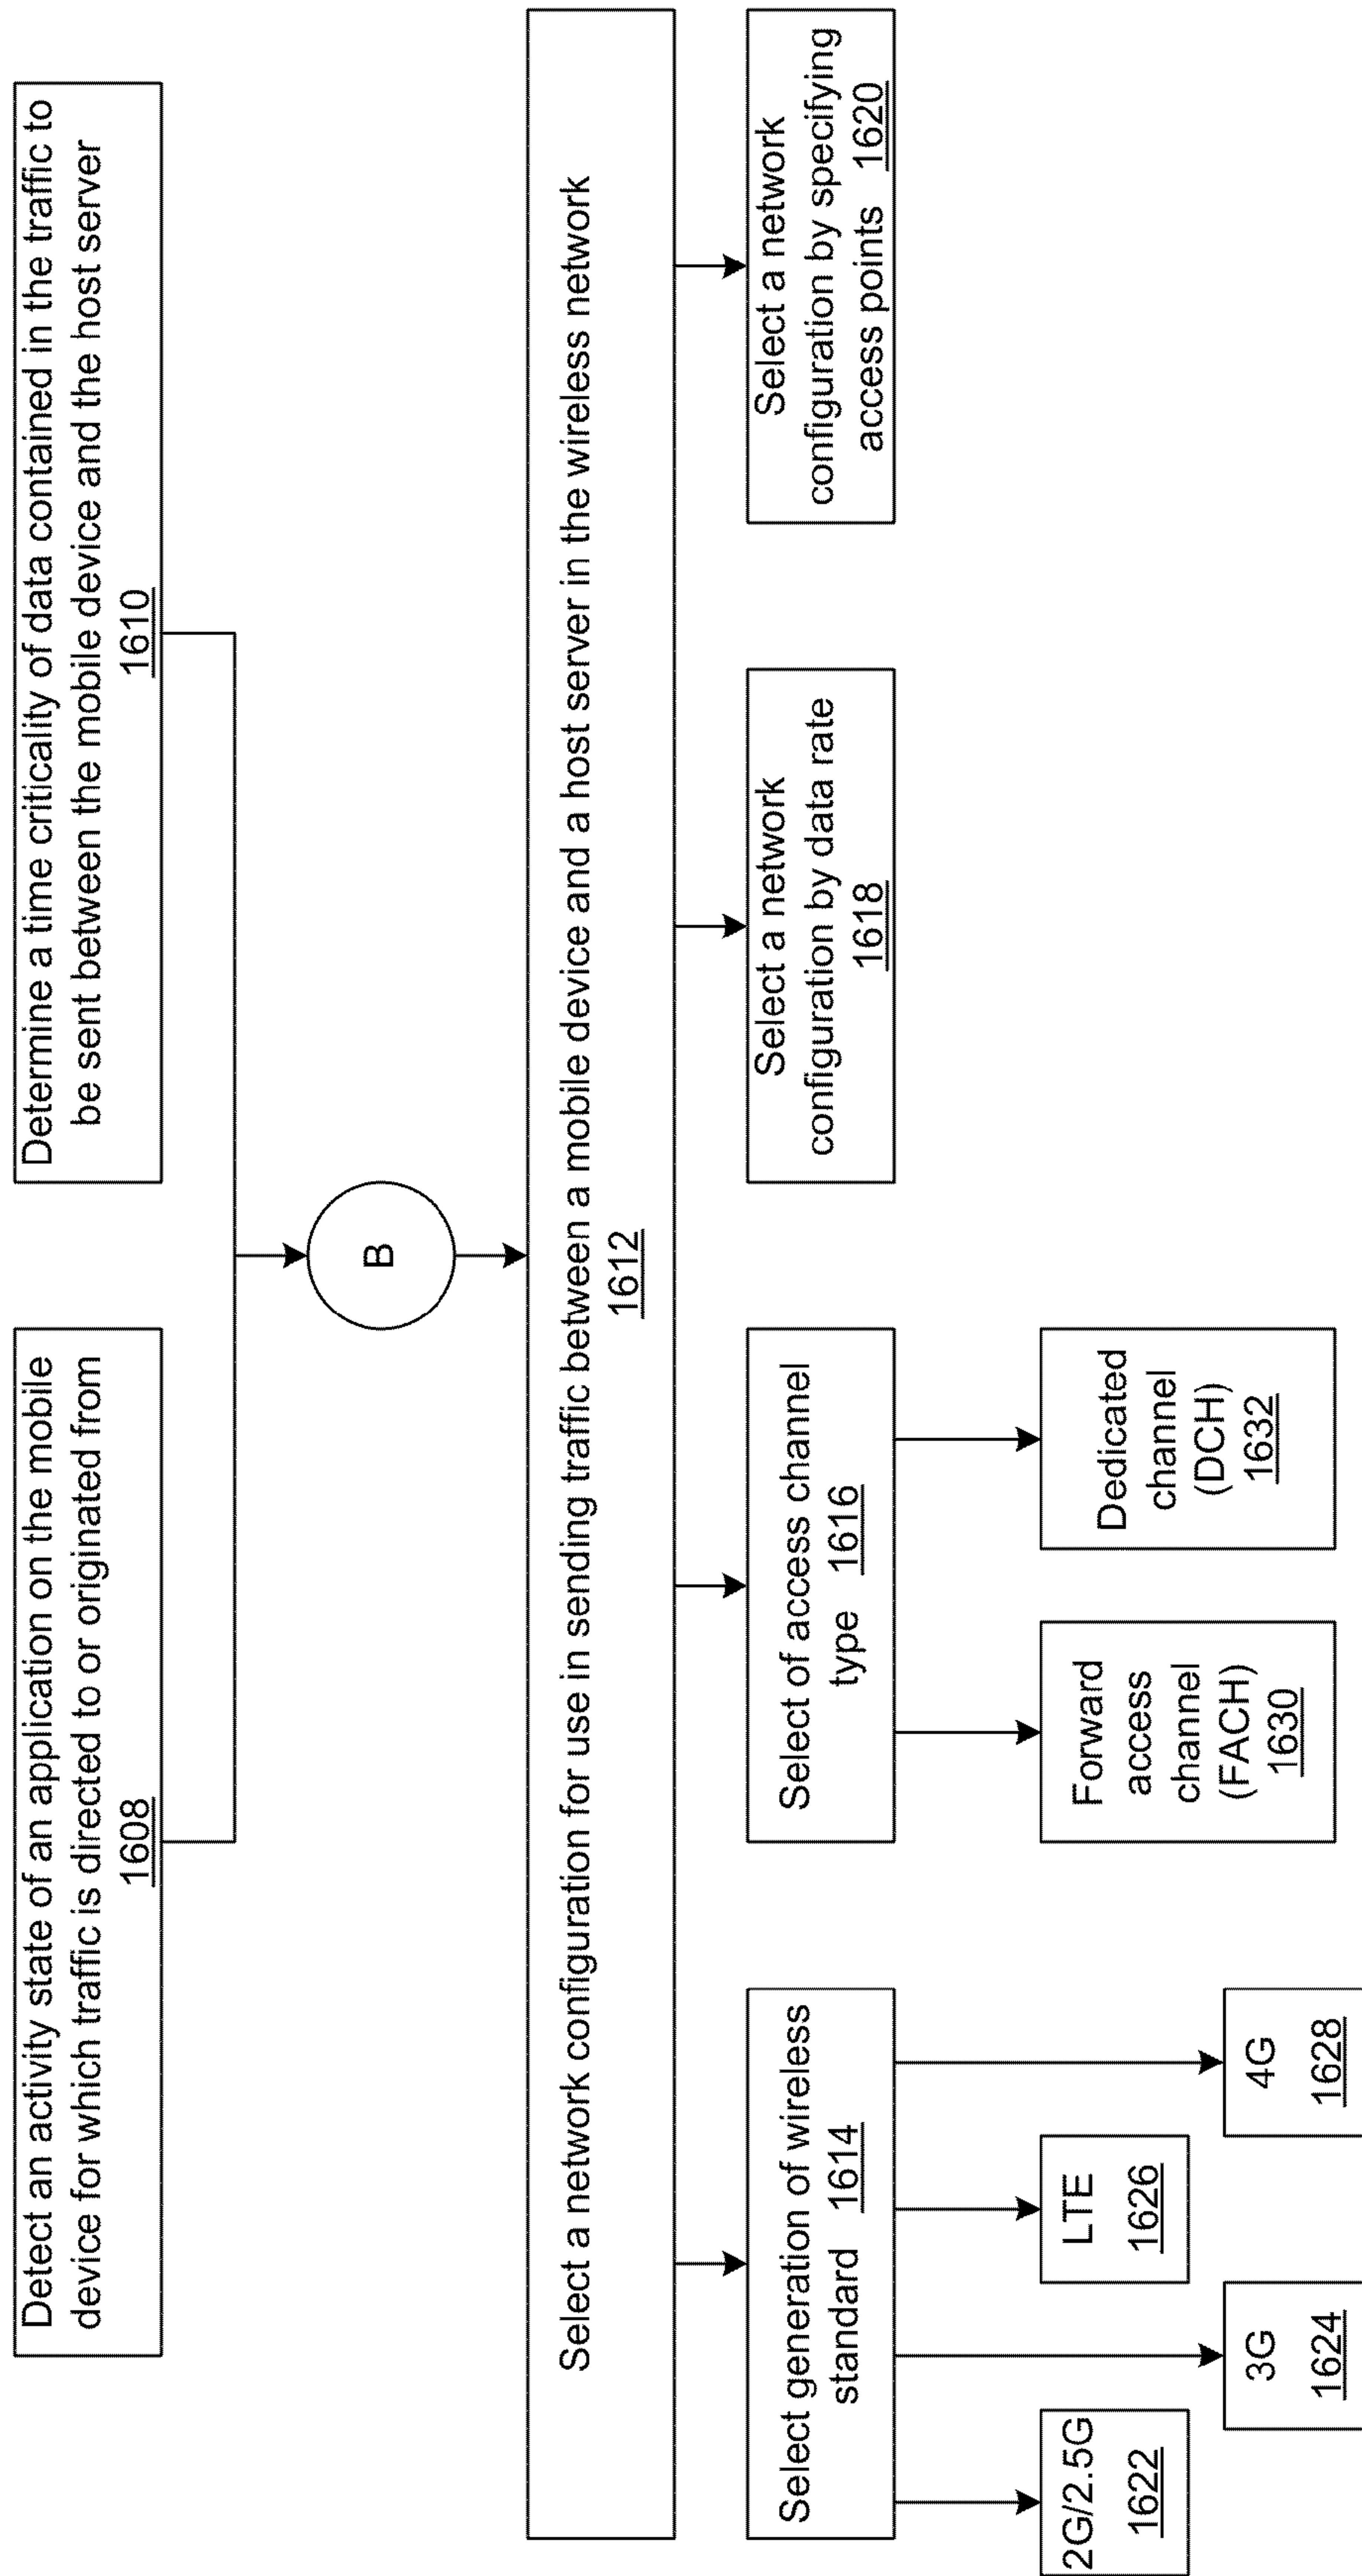 Detect an activity state of an application on the mobile
device for which traffic is directed to or originated from
1608
Determine a time criticality of data contained in the traffic to
be sent between the mobile device and the host server
1610
B
Select a network configuration for use in sending traffic between a mobile device and a host server in the wireless network
1612
Select generation of wireless
standard 1614
Select of access channel
type 1616
Select a network
configuration by data rate
1618
Select a network
configuration by specifying
access points 1620
2G/2.5G
1622
3G
1624
LTE
1626
4G
1628
Forward
access
channel
(FACH)
1630
Dedicated
channel
(DCH)
1632